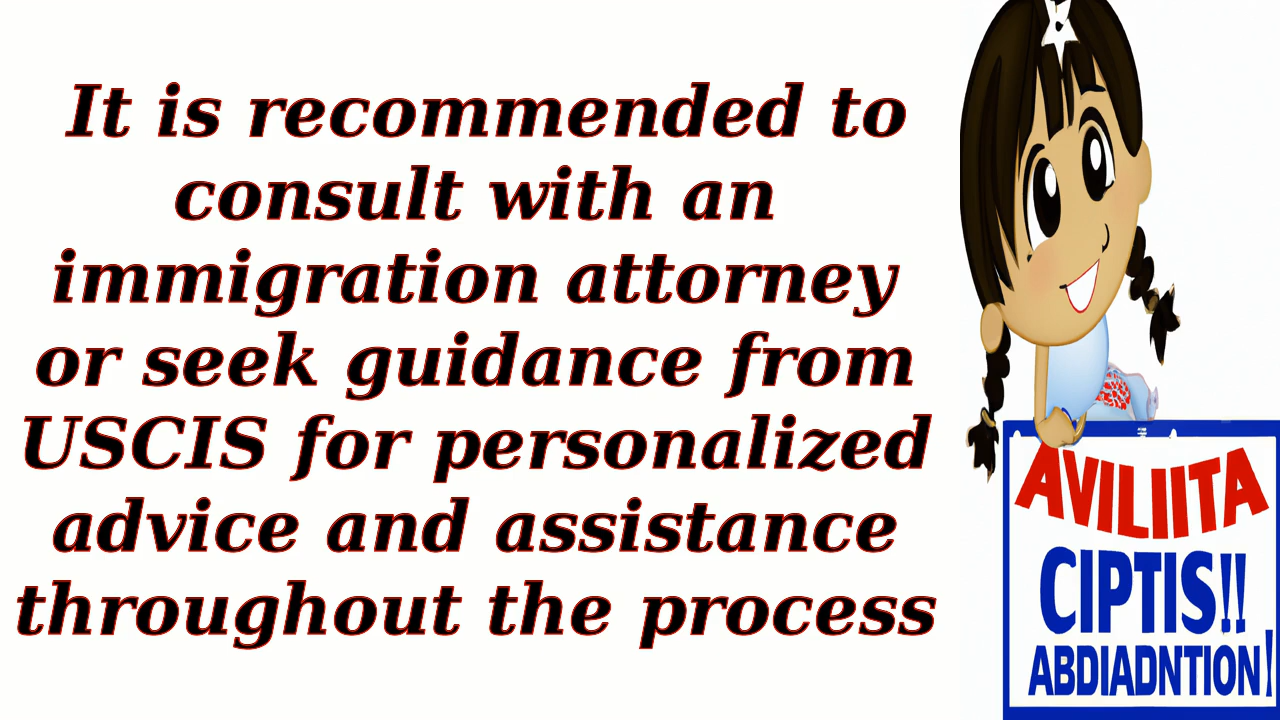 It is recommended to
consult with an
immigration attorney
or seek guidance from
USCIS for personalized
advice and assistance
throughout the process
AVILIITA
CIPTIS!!
ABDIADNTION!